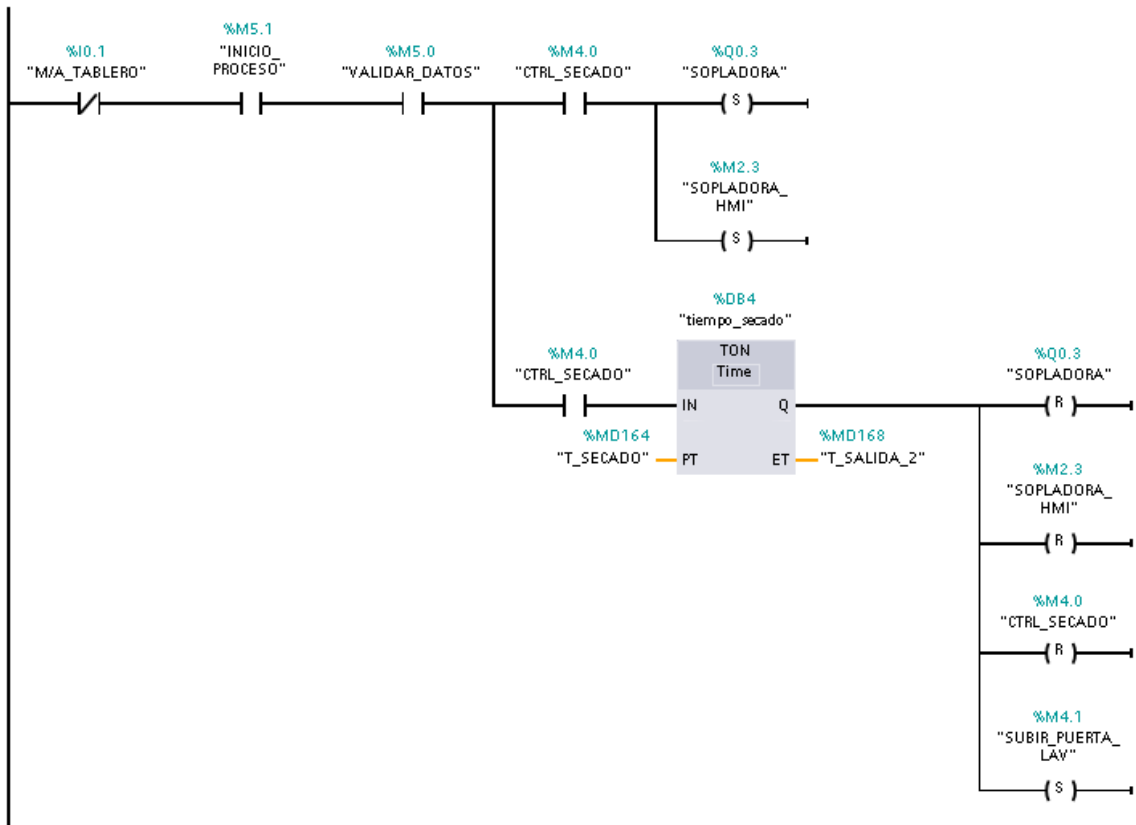 %I0.1
"M/A_TABLERO"
%M5.1
"INICIO_
PROCESO"
%M5.0
"VALIDAR_DATOS"
%M4.0
"CTRL_SECADO"
%Q0.3
"SOPLADORA"
S
%M2.3
"SOPLADORA_
HMI"
S
%DB4
"tiempo_secado"
TON
Time
%M4.0
"CTRL_SECADO"
IN
Q
%MD164
"T_SECADO"
PT
ET
%MD168
"T_SALIDA_2"
%Q0.3
"SOPLADORA"
R
%M2.3
"SOPLADORA_
HMI"
R
%M4.0
"CTRL_SECADO"
R
%M4.1
"SUBIR_PUERTA_
LAV"
S